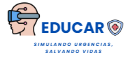 EDUCAR
SIMULANDO URGENCIAS,
SALVANDO VIDAS